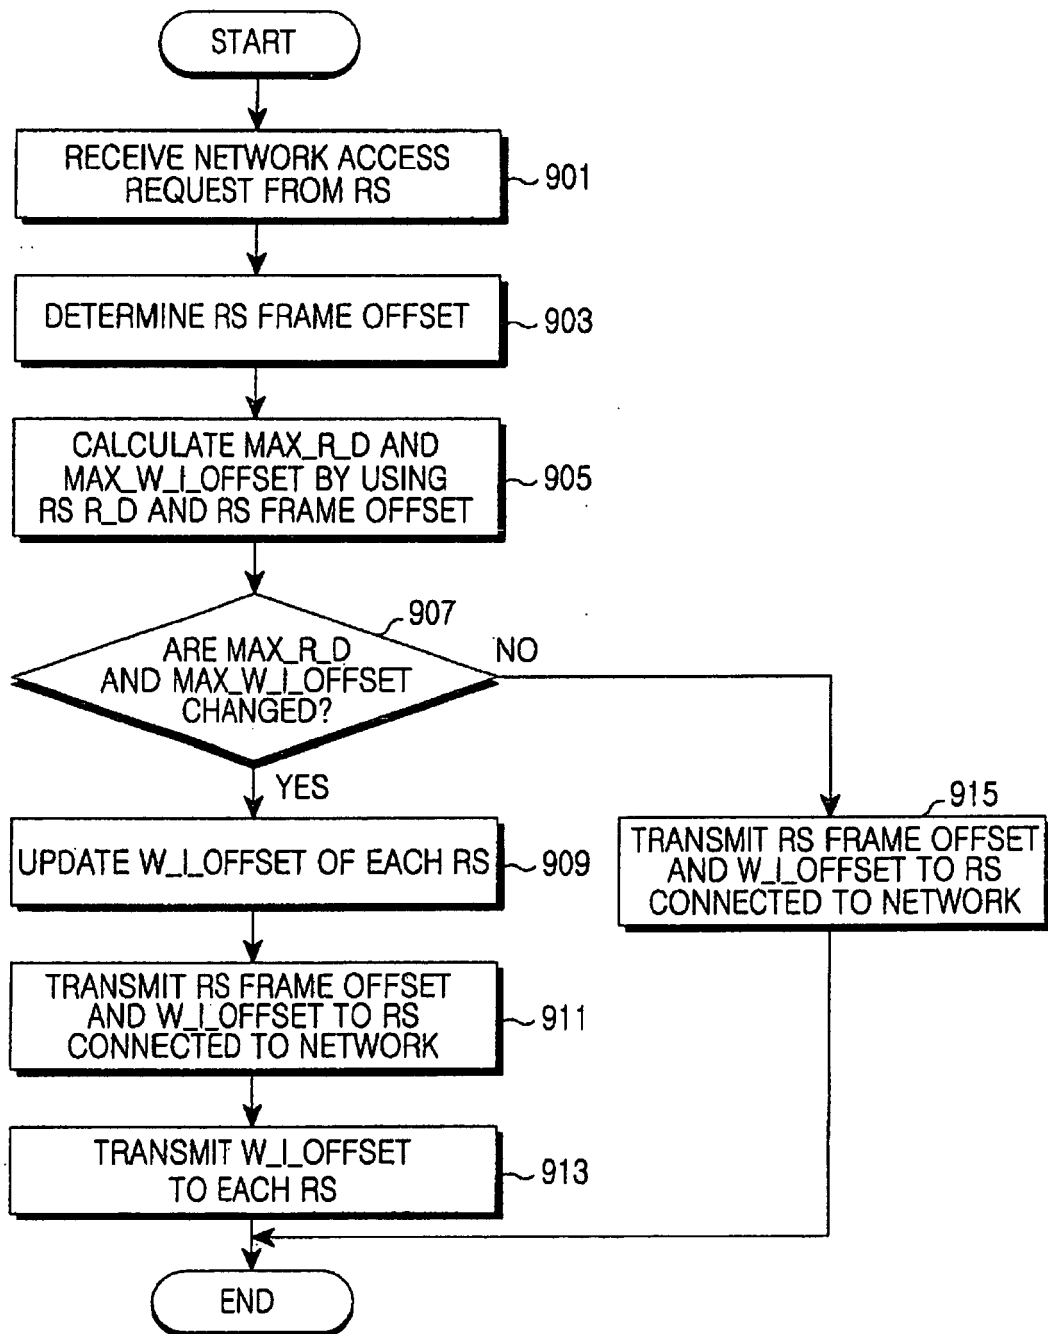 START
RECEIVE NETWORK ACCESS
REQUEST FROM RS
901
DETERMINE RS FRAME OFFSET
903
CALCULATE MAX_R_D AND
MAX_W_I_OFFSET BY USING
RS R_D AND RS FRAME OFFSET
905
907
ARE MAX_R_D
AND MAX_W_I_OFFSET
CHANGED?
NO
YES
UPDATE W_I_OFFSET OF EACH RS
909
915
TRANSMIT RS FRAME OFFSET
AND W_I_OFFSET TO RS
CONNECTED TO NETWORK
TRANSMIT RS FRAME OFFSET
AND W_I_OFFSET TO RS
CONNECTED TO NETWORK
911
TRANSMIT W_I_OFFSET
TO EACH RS
913
END